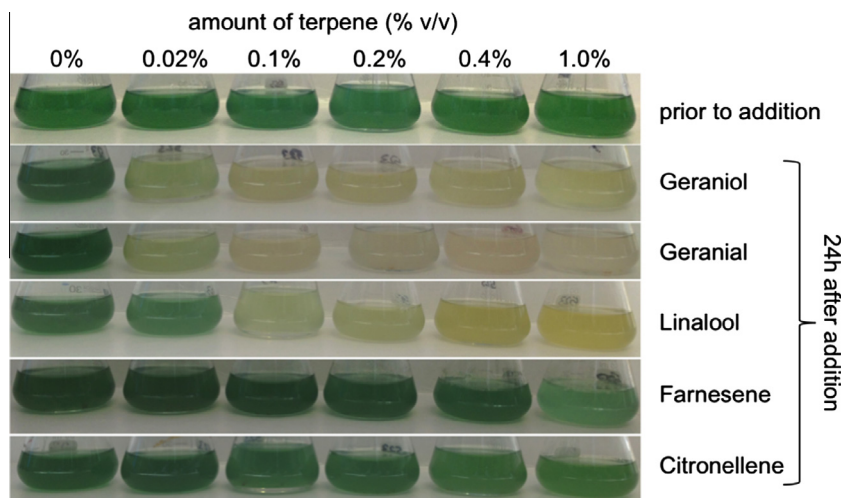 amount of terpene (% v/v)
0% 0.02% 0.1% 0.2% 0.4% 1.0%
prior to addition
Geraniol
Geranial
Linalool
Farnesene
Citronellene
24h after addition